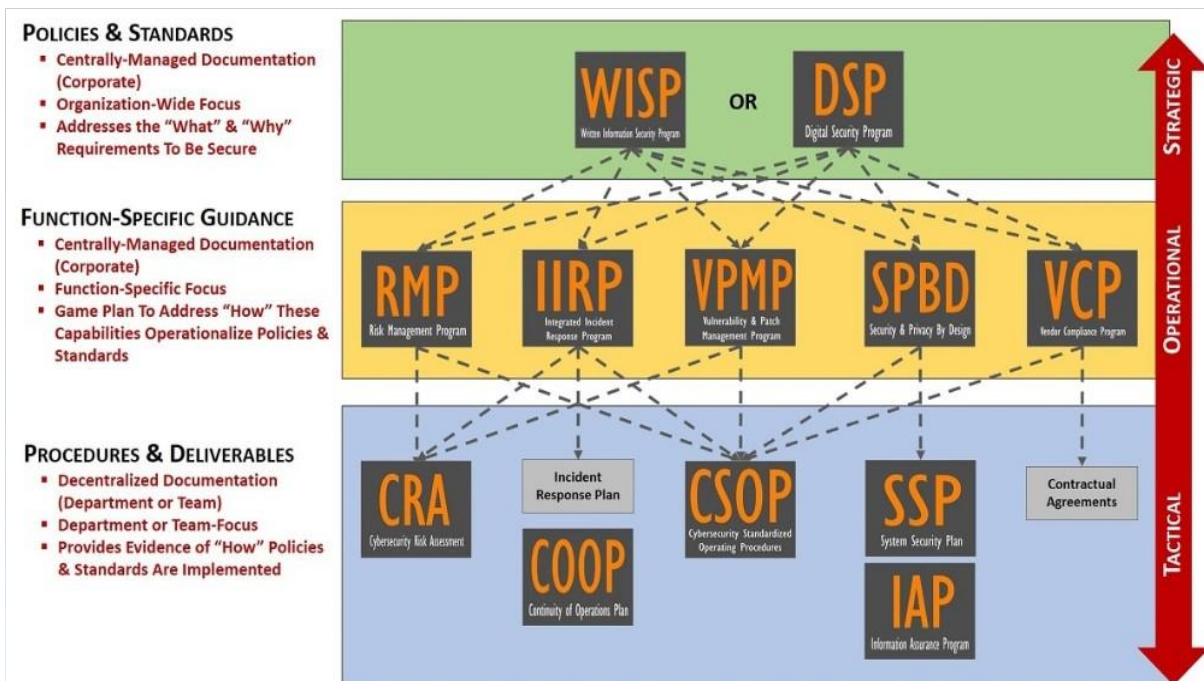 POLICIES & STANDARDS
▪ Centrally-Managed Documentation
(Corporate)
▪ Organization-Wide Focus
▪ Addresses the “What” & “Why”
Requirements To Be Secure
WISP
Written Information Security Program
OR
DSP
Digital Security Program
STRATEGIC
FUNCTION-SPECIFIC GUIDANCE
▪ Centrally-Managed Documentation
(Corporate)
▪ Function-Specific Focus
▪ Game Plan To Address “How” These
Capabilities Operationalize Policies &
Standards
RMP
Risk Management Program
IIRP
Integrated Incident
Response Program
VPMP
Vulnerability & Patch
Management Program
SPBD
Security & Privacy By Design
VCP
Vendor Compliance Program
OPERATIONAL
PROCEDURES & DELIVERABLES
▪ Decentralized Documentation
(Department or Team)
▪ Department or Team-Focus
▪ Provides Evidence of “How” Policies
& Standards Are Implemented
CRA
Cybersecurity Risk Assessment
Incident
Response Plan
COOP
Continuity of Operations Plan
CSOP
Cybersecurity Standardized
Operating Procedures
SSP
System Security Plan
IAP
Information Assurance Program
Contractual
Agreements
TACTICAL